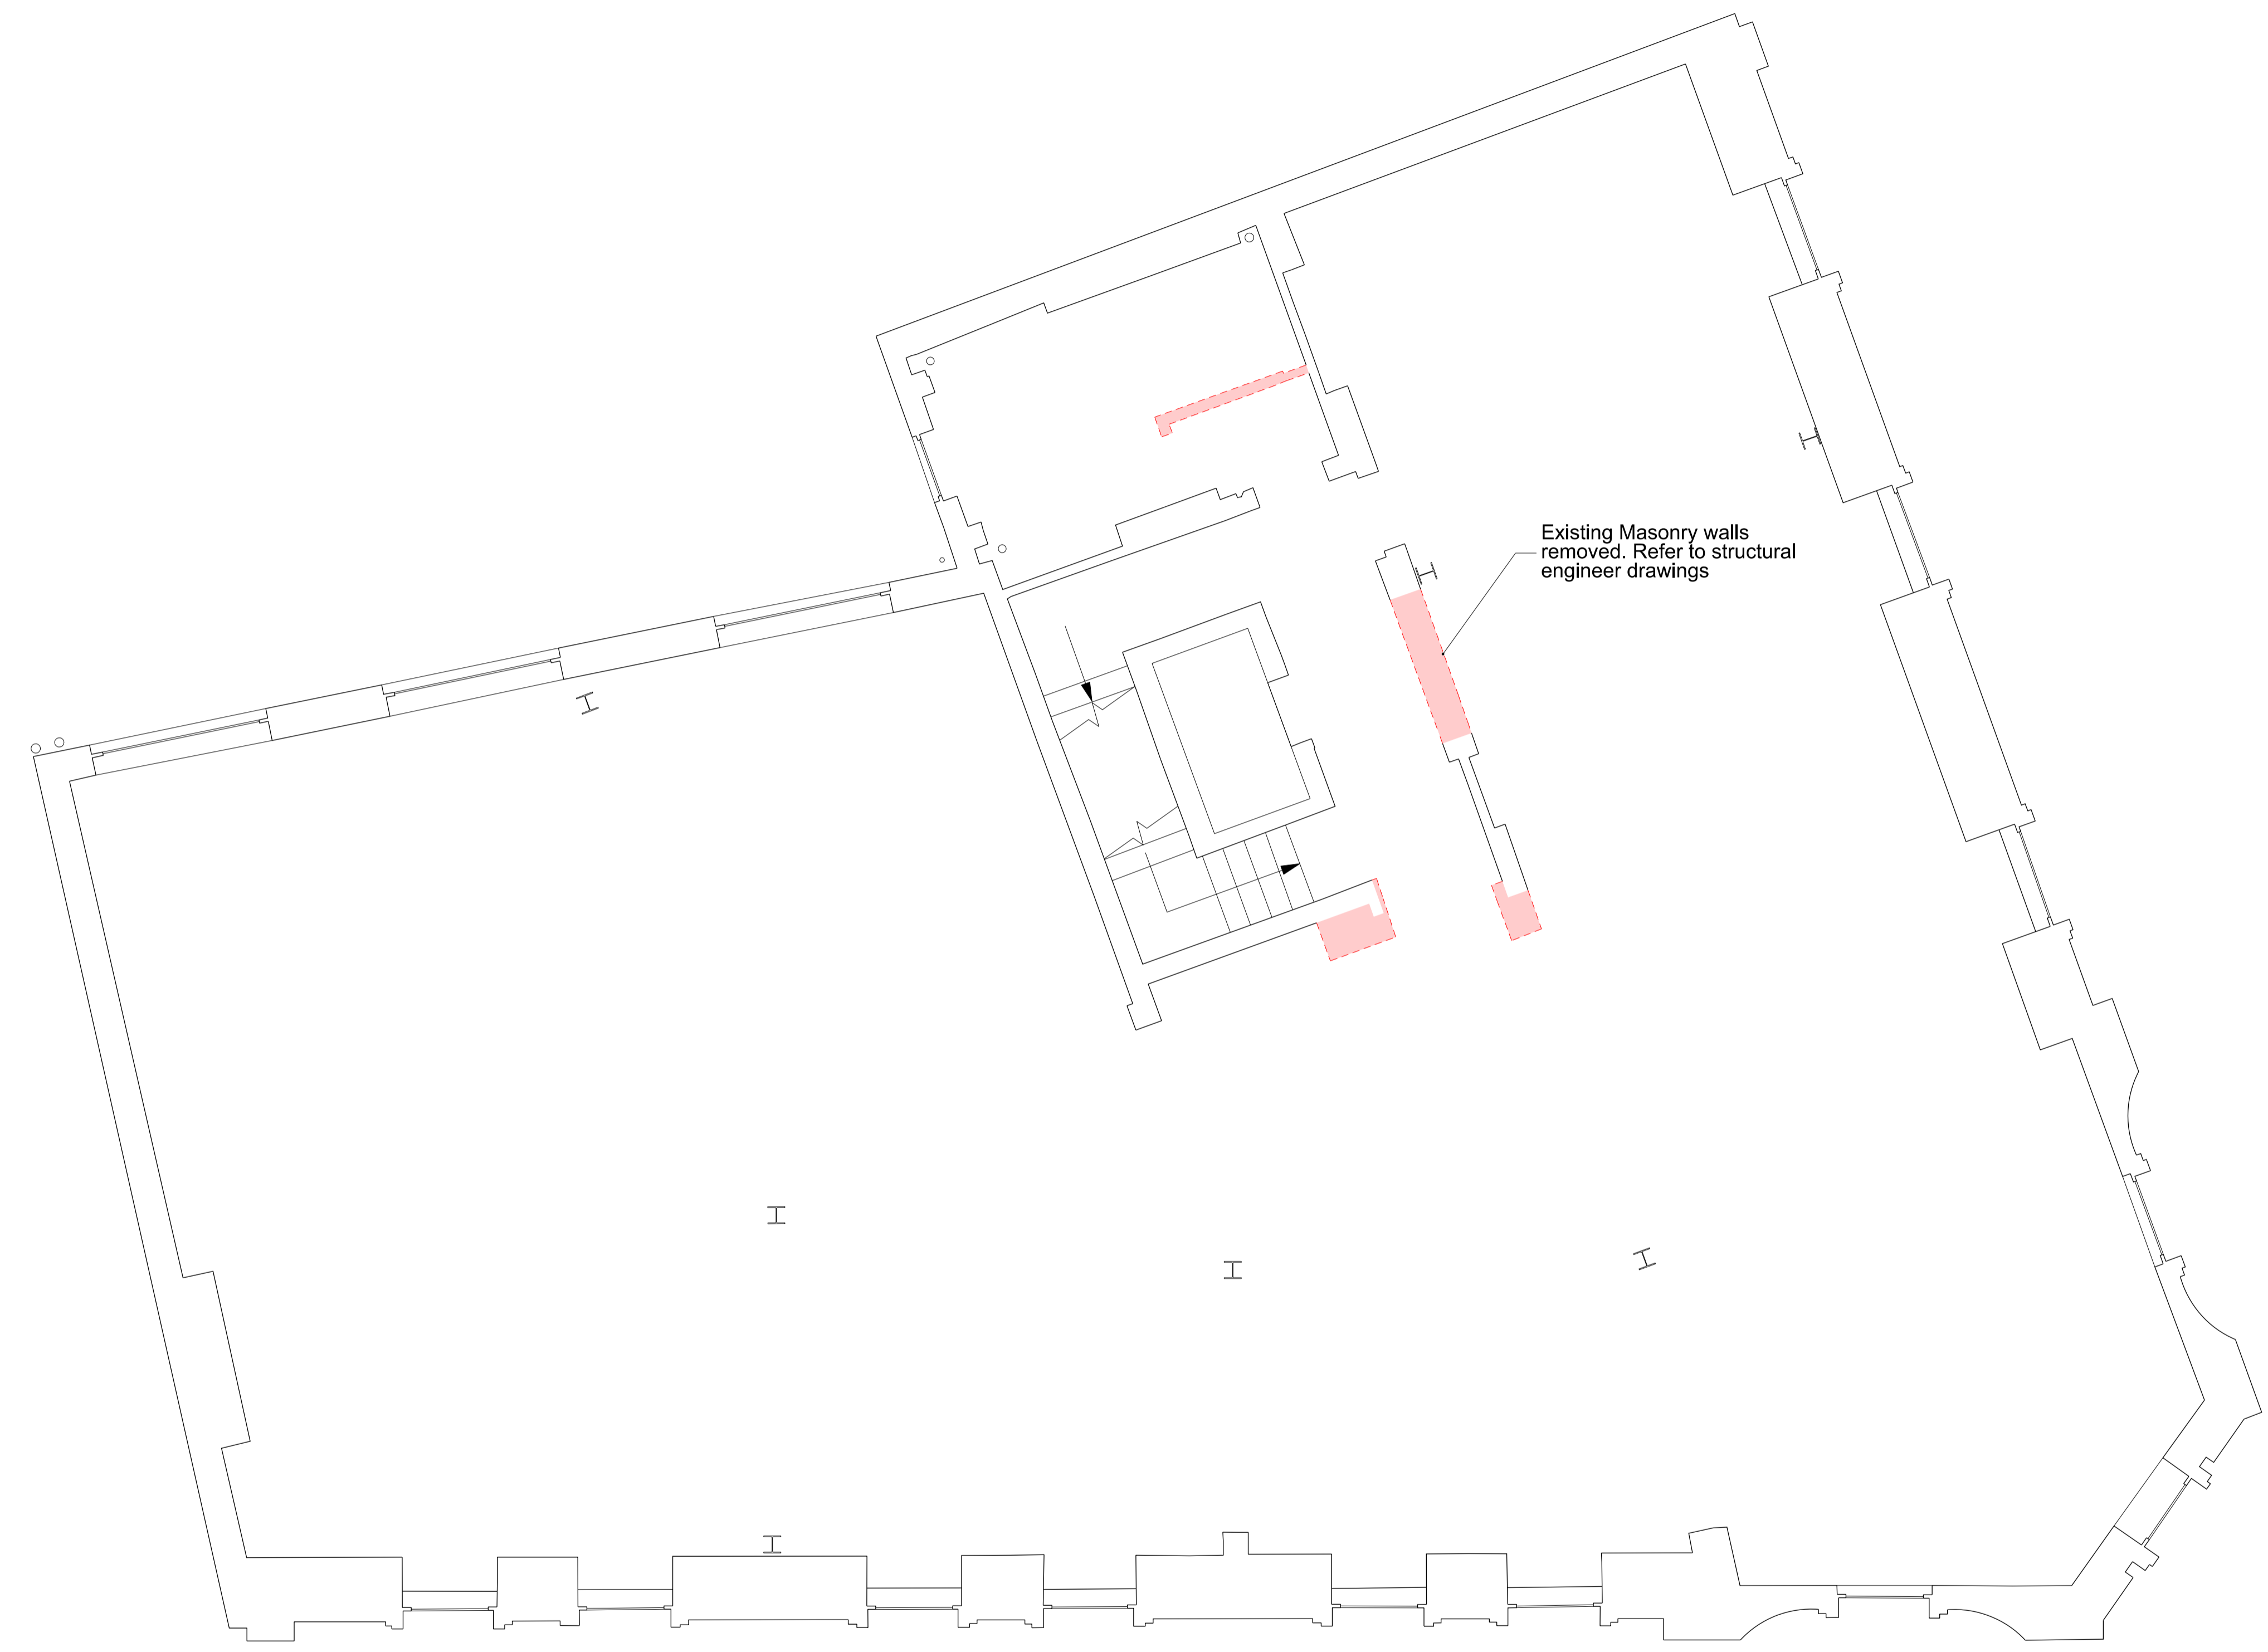 Existing Masonry walls
removed. Refer to structural
engineer drawings